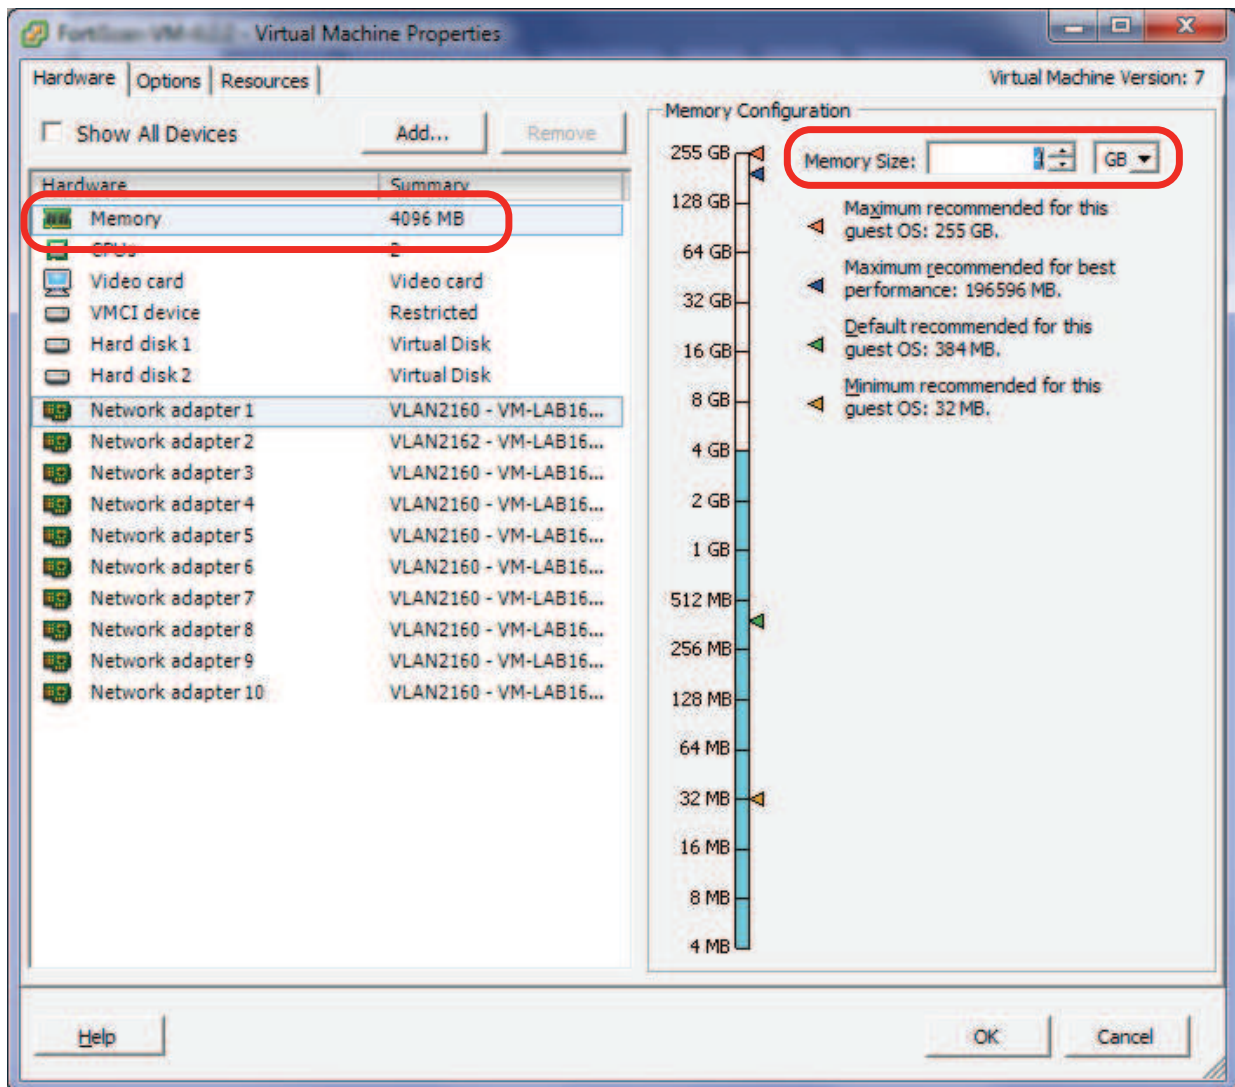 Virtual Machine Properties
Hardware Options Resources
Virtual Machine Version: 7
Show All Devices Add... Remove
Hardware Summary
Memory 4096 MB
CPUs 2
Video card Video card
VMCI device Restricted
Hard disk 1 Virtual Disk
Hard disk 2 Virtual Disk
Network adapter 1 VLAN2160 - VM-LAB16...
Network adapter 2 VLAN2162 - VM-LAB16...
Network adapter 3 VLAN2160 - VM-LAB16...
Network adapter 4 VLAN2160 - VM-LAB16...
Network adapter 5 VLAN2160 - VM-LAB16...
Network adapter 6 VLAN2160 - VM-LAB16...
Network adapter 7 VLAN2160 - VM-LAB16...
Network adapter 8 VLAN2160 - VM-LAB16...
Network adapter 9 VLAN2160 - VM-LAB16...
Network adapter 10 VLAN2160 - VM-LAB16...
Memory Configuration
255 GB
128 GB
64 GB
32 GB
16 GB
8 GB
4 GB
2 GB
1 GB
512 MB
256 MB
128 MB
64 MB
32 MB
16 MB
8 MB
4 MB
Memory Size: GB
Maximum recommended for this
guest OS: 255 GB.
Maximum recommended for best
performance: 196596 MB.
Default recommended for this
guest OS: 384 MB.
Minimum recommended for this
guest OS: 32 MB.
Help
OK
Cancel